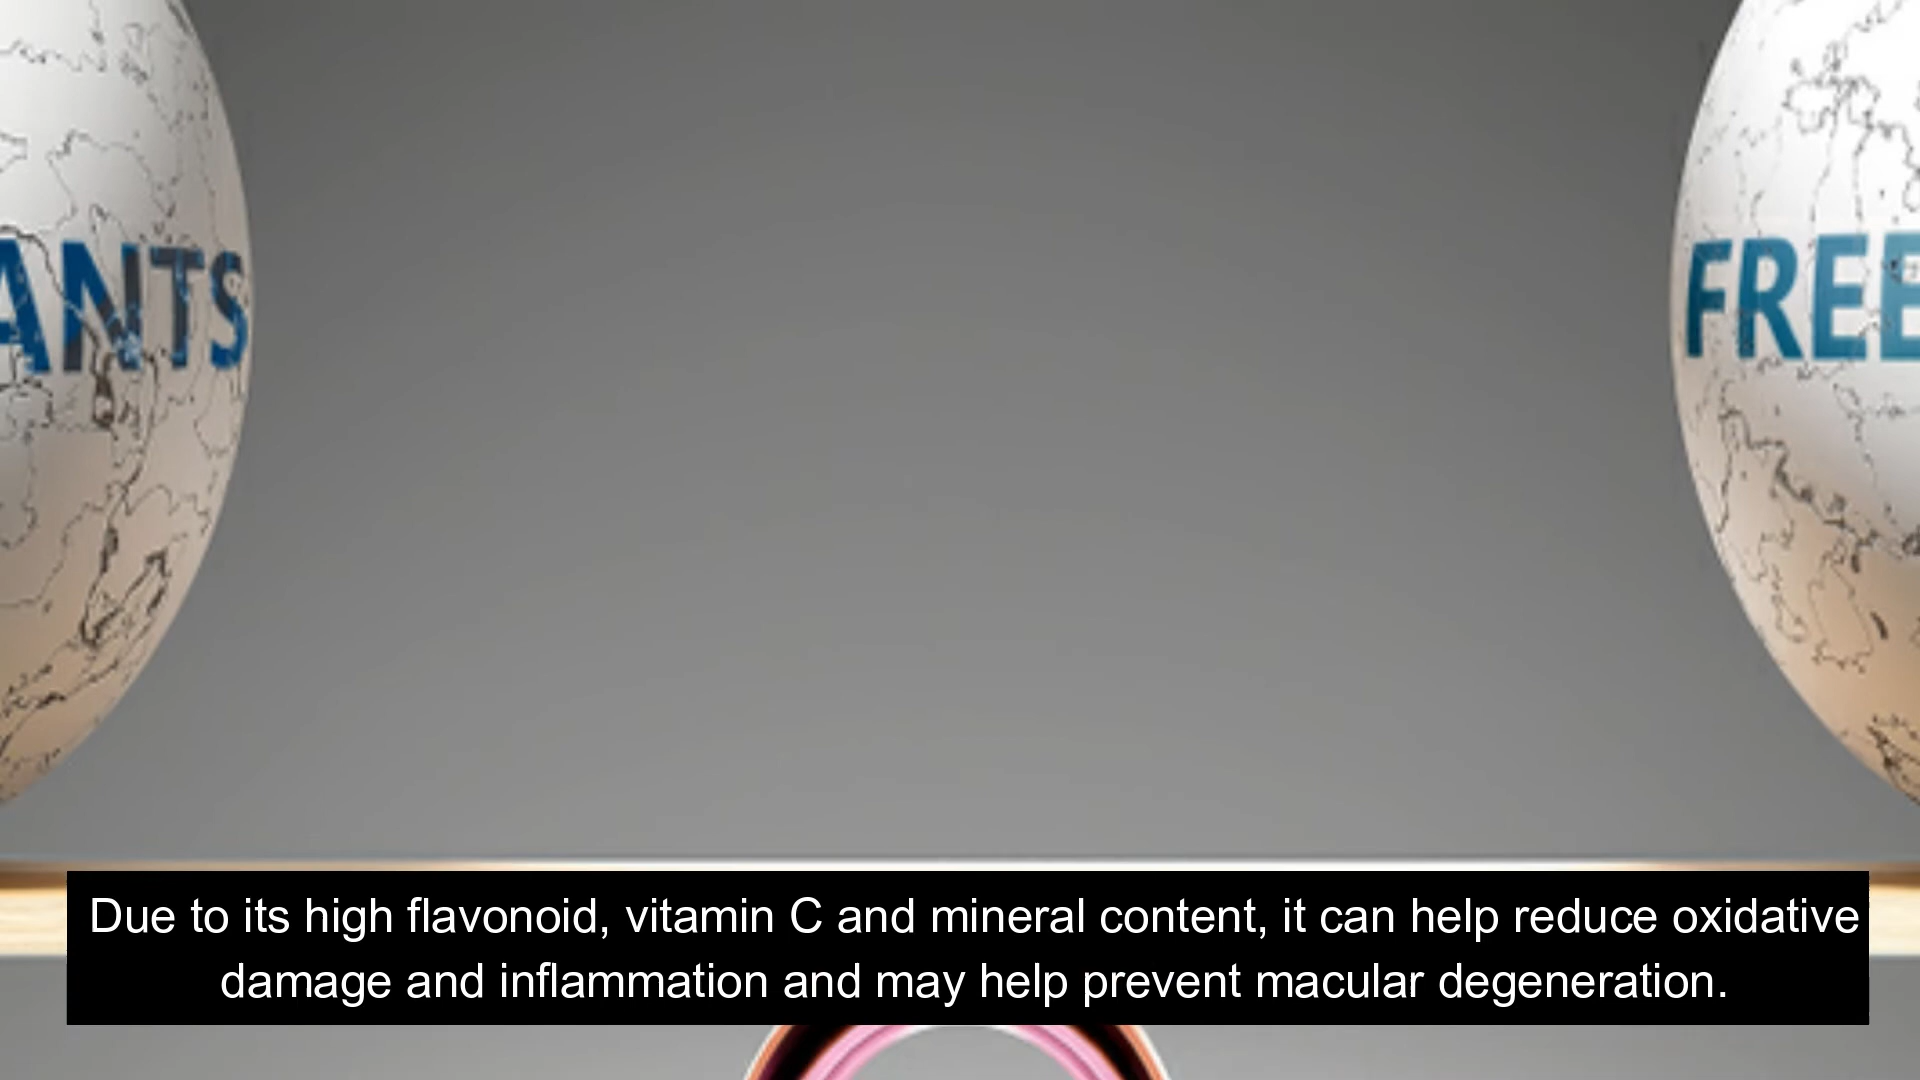 ANTS
FREE
Due to its high flavonoid, vitamin C and mineral content, it can help reduce oxidative
damage and inflammation and may help prevent macular degeneration.